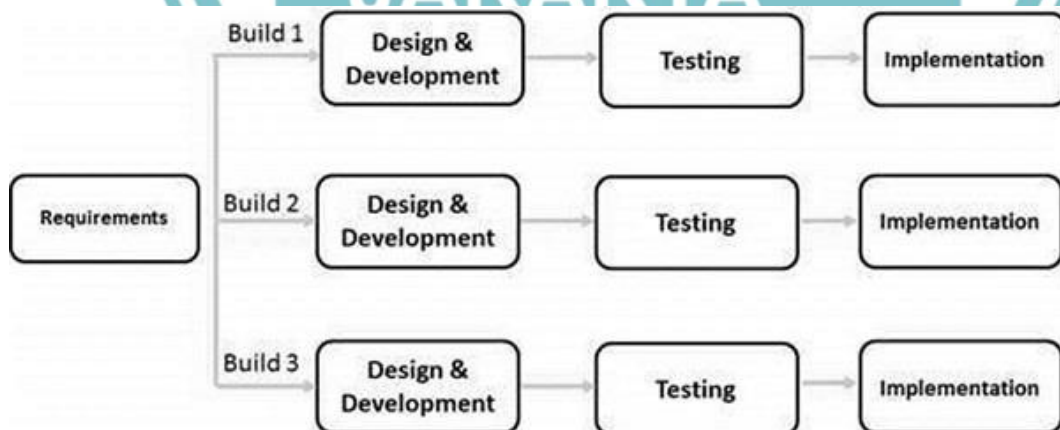 Build 1
Design &
Development
Testing
Implementation
Requirements
Build 2
Design &
Development
Testing
Implementation
Build 3
Design &
Development
Testing
Implementation